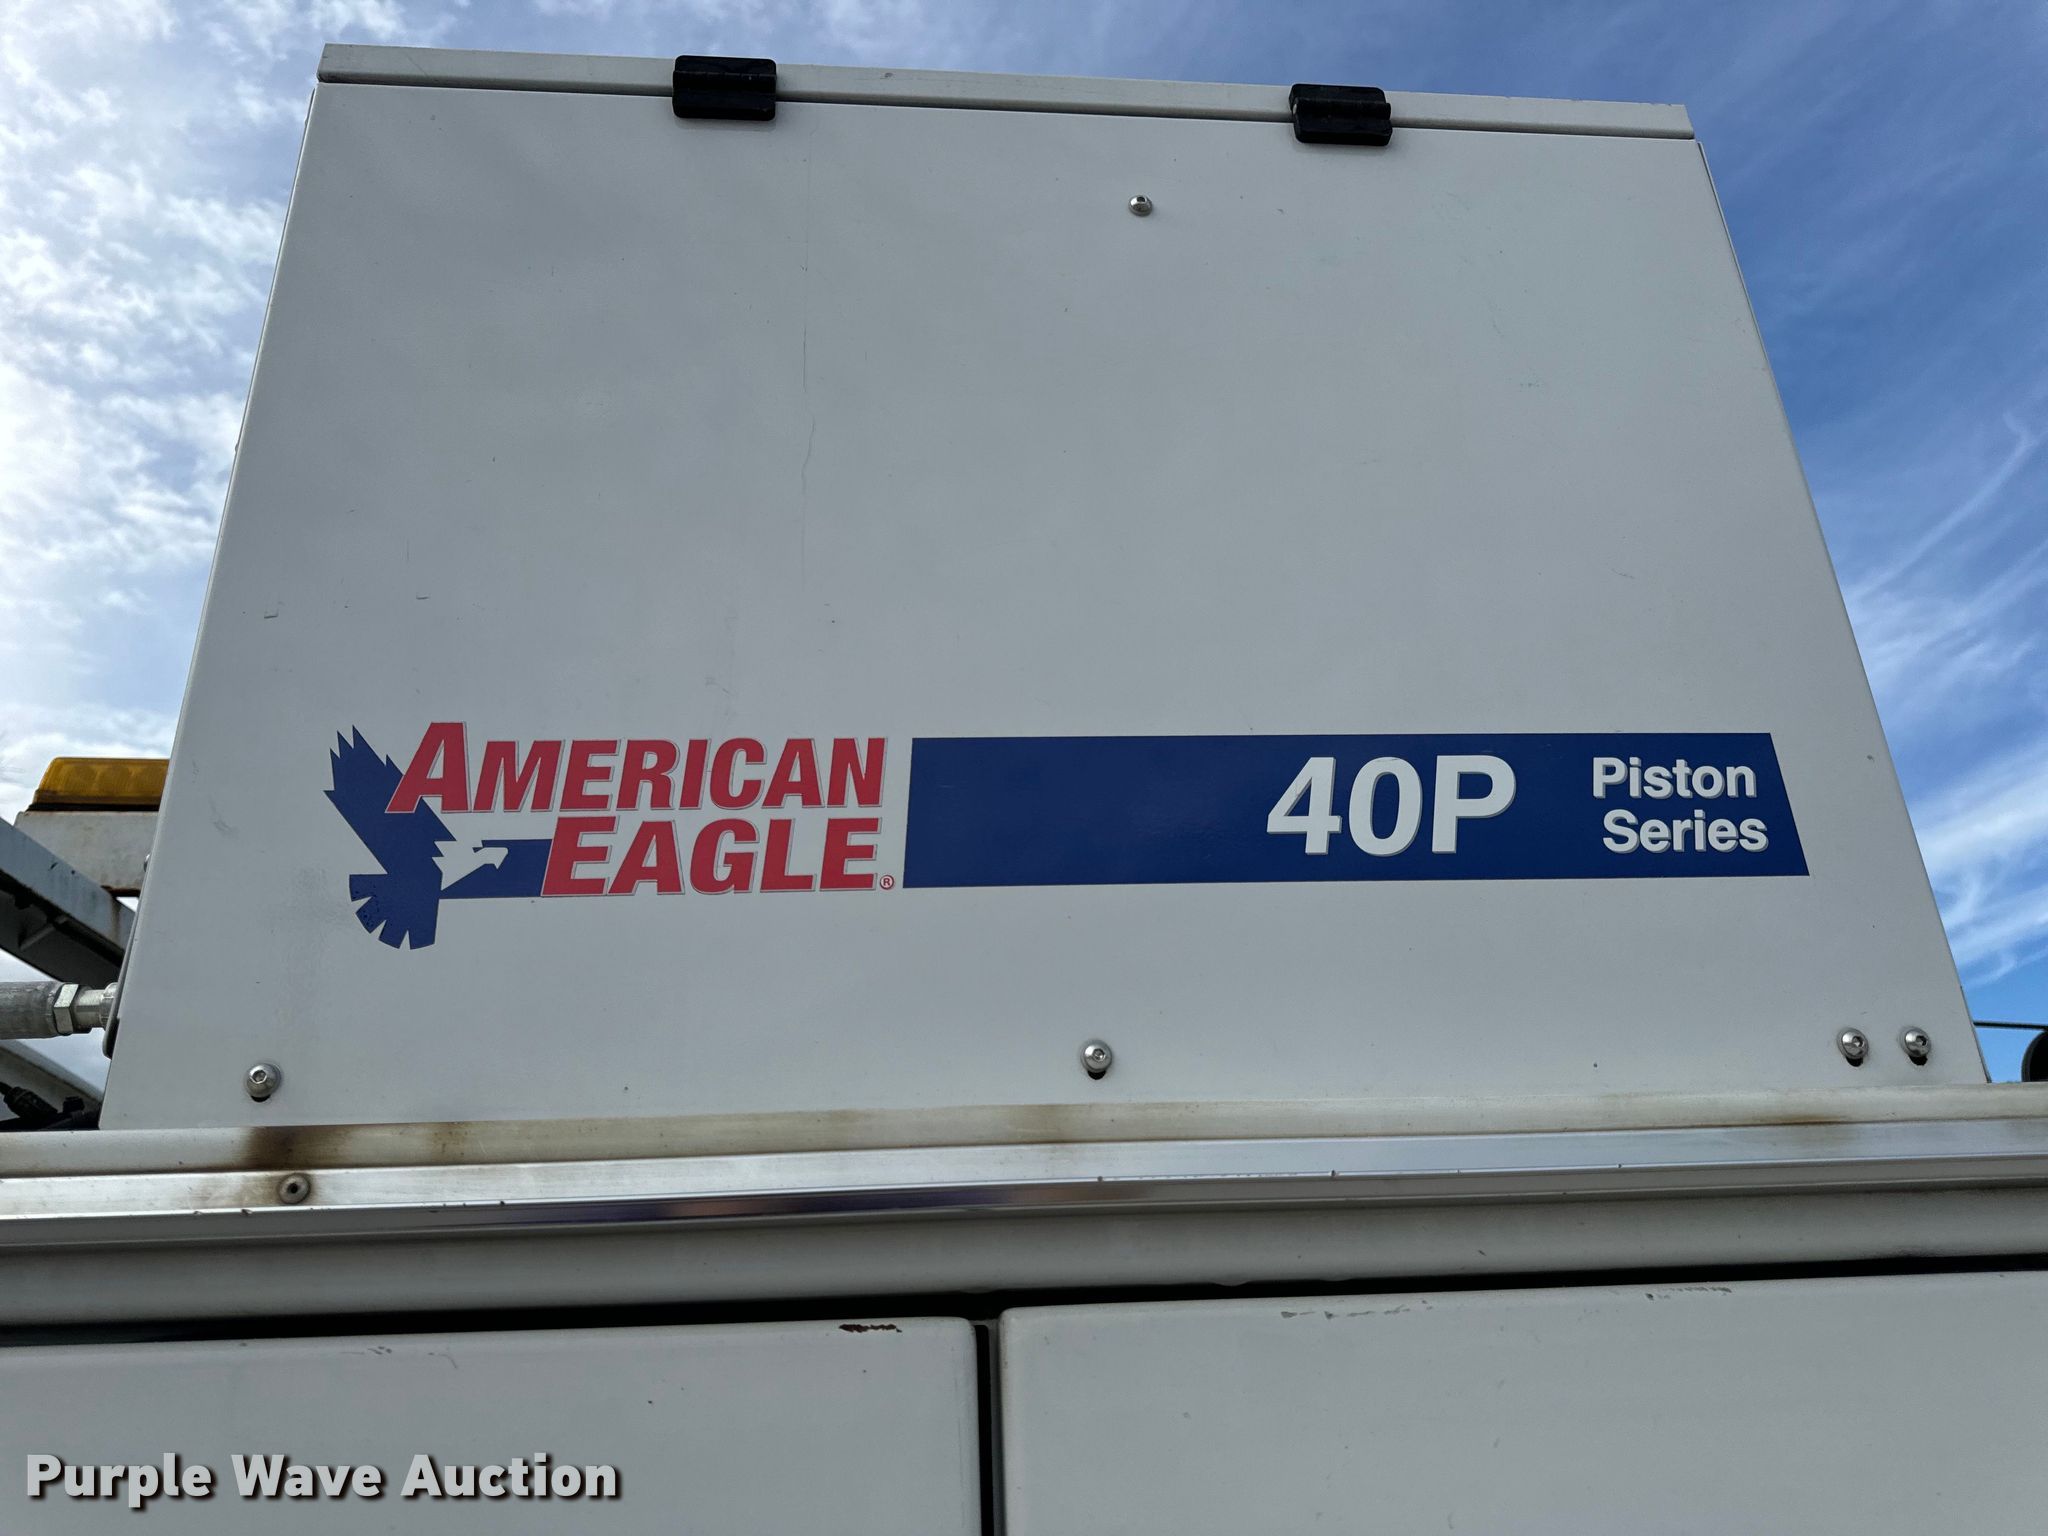 AMERICAN
EAGLE®
40P
Piston
Series
Purple Wave Auction